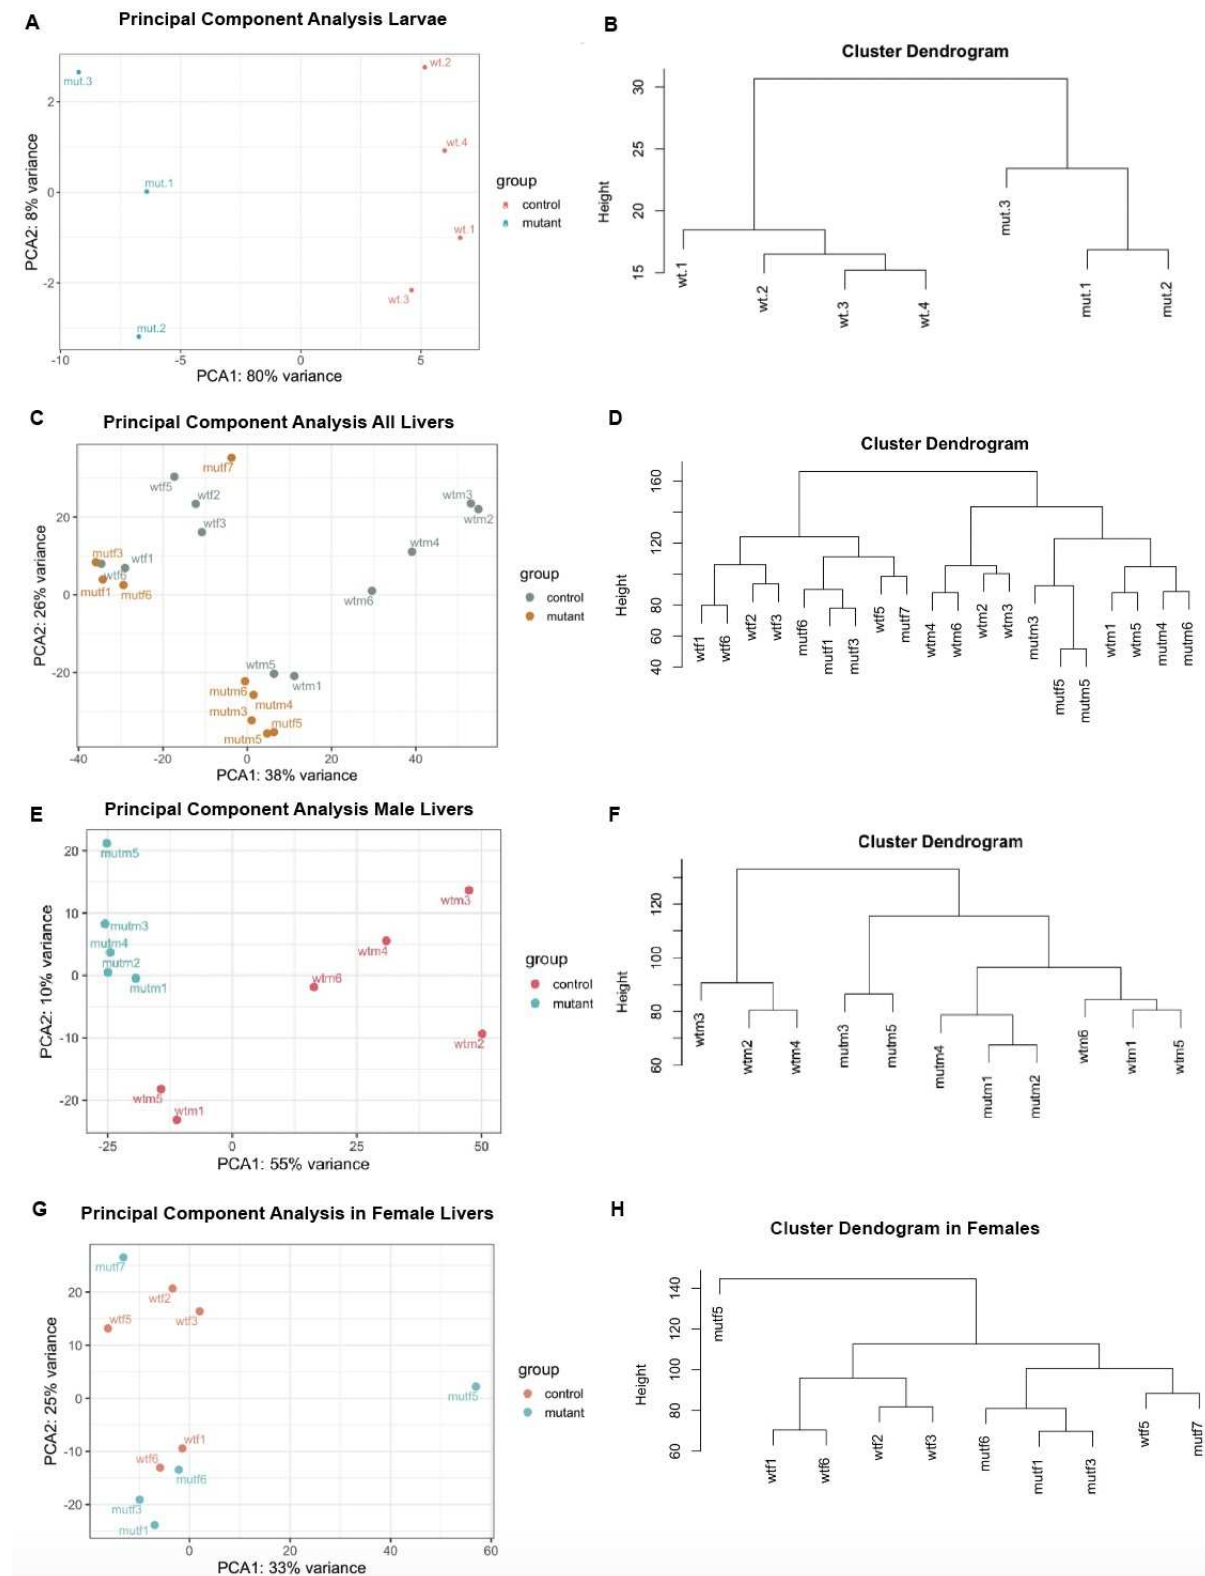 A
Principal Component Analysis Larvae
mut.3
wt.2
2
wt.4
mut.1
0
wt.1
-2
wt.3
mut.2
-10
-5
0
5
PCA1: 80% variance
PCA2: 8% variance
group
control
mutant
B
Cluster Dendrogram
30
25
20
15
Height
wt.1
wt.2
wt.3
wt.4
mut.3
mut.1
mut.2
C
Principal Component Analysis All Livers
mutf7
wtf5
wtf2
wtf3
wtm3
wtm2
wtm4
wtm6
mutf3
wtf1
wtf6
mutf1
mutf6
wtm5
wtm1
mutm6
mutm4
mutm3
mutf5
mutm5
20
0
-20
-40
-20
0
20
40
PCA1: 38% variance
PCA2: 26% variance
group
control
mutant
D
Cluster Dendrogram
160
120
80
60
40
Height
wtf1
wtf6
wtf2
wtf3
mutf6
mutf1
mutf3
wtf5
mutf7
wtm4
wtm6
wtm2
wtm3
mutm3
mutf5
mutm5
wtm1
wtm5
mutm4
mutm6
E
Principal Component Analysis Male Livers
mutm5
mutm3
mutm4
mutm2
mutm1
wtm3
wtm4
wtm6
wtm2
wtm5
wtm1
20
10
0
-10
-20
-25
0
25
50
PCA1: 55% variance
PCA2: 10% variance
group
control
mutant
F
Cluster Dendrogram
120
100
80
60
Height
wtm3
wtm2
wtm4
mutm3
mutm5
mutm4
mutm1
mutm2
wtm6
wtm1
wtm5
G
Principal Component Analysis in Female Livers
mutf7
wtf2
wtf3
wtf5
mutf5
wtf1
wtf6
mutf6
mutf3
mutf1
20
10
0
-10
-20
0
20
40
60
PCA1: 33% variance
PCA2: 25% variance
group
control
mutant
H
Cluster Dendogram in Females
140
120
100
80
60
Height
mutf5
wtf1
wtf6
wtf2
wtf3
mutf6
mutf1
mutf3
wtf5
mutf7